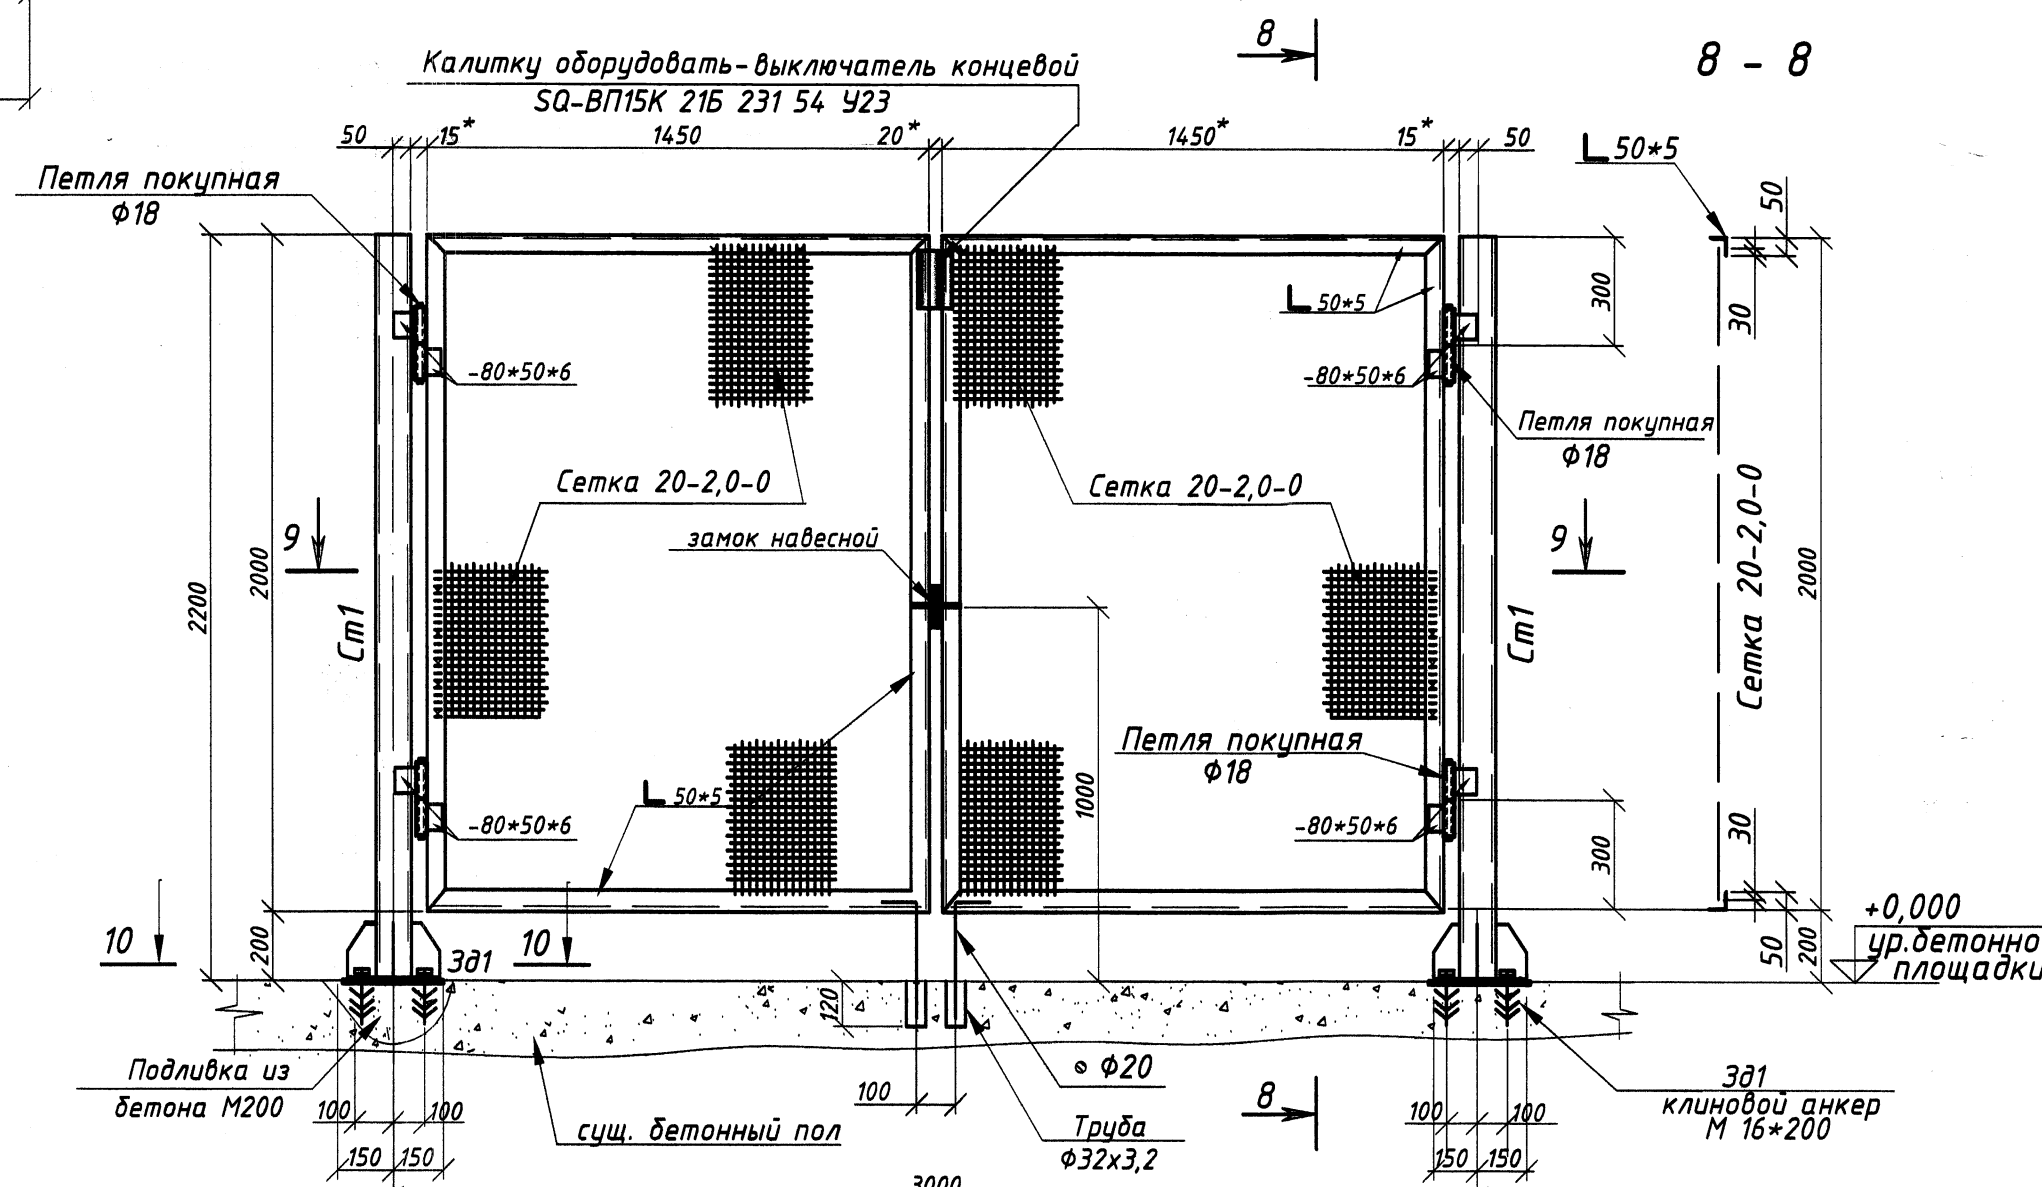 8
8 - 8
Калитку оборудовать-выключатель концевой
SQ-ВП15К 21Б 231 54 У23
50
15*
1450
20*
1450*
15*
50
∟50*5
50
Петля покупная
ф18
30
300
∟50*5
-80*50*6
-80*50*6
Петля покупная
ф18
Сетка 20-2,0-0
Сетка 20-2,0-0
Сетка 20-2,0-0
замок навесной
9
9
2200
2000
2000
Ст1
Ст1
Петля покупная
ф18
∟50*5
1000
-80*50*6
-80*50*6
30
300
+0,000
ур.бетонно
площадки
10
10
200
Зд1
50
200
120
Подливка из
бетона М200
ф20
100
8
Зд1
клиновой анкер
М 16*200
100
100
сущ. бетонный пол
Труба
ф32х3,2
100
100
150
150
150
150
3000